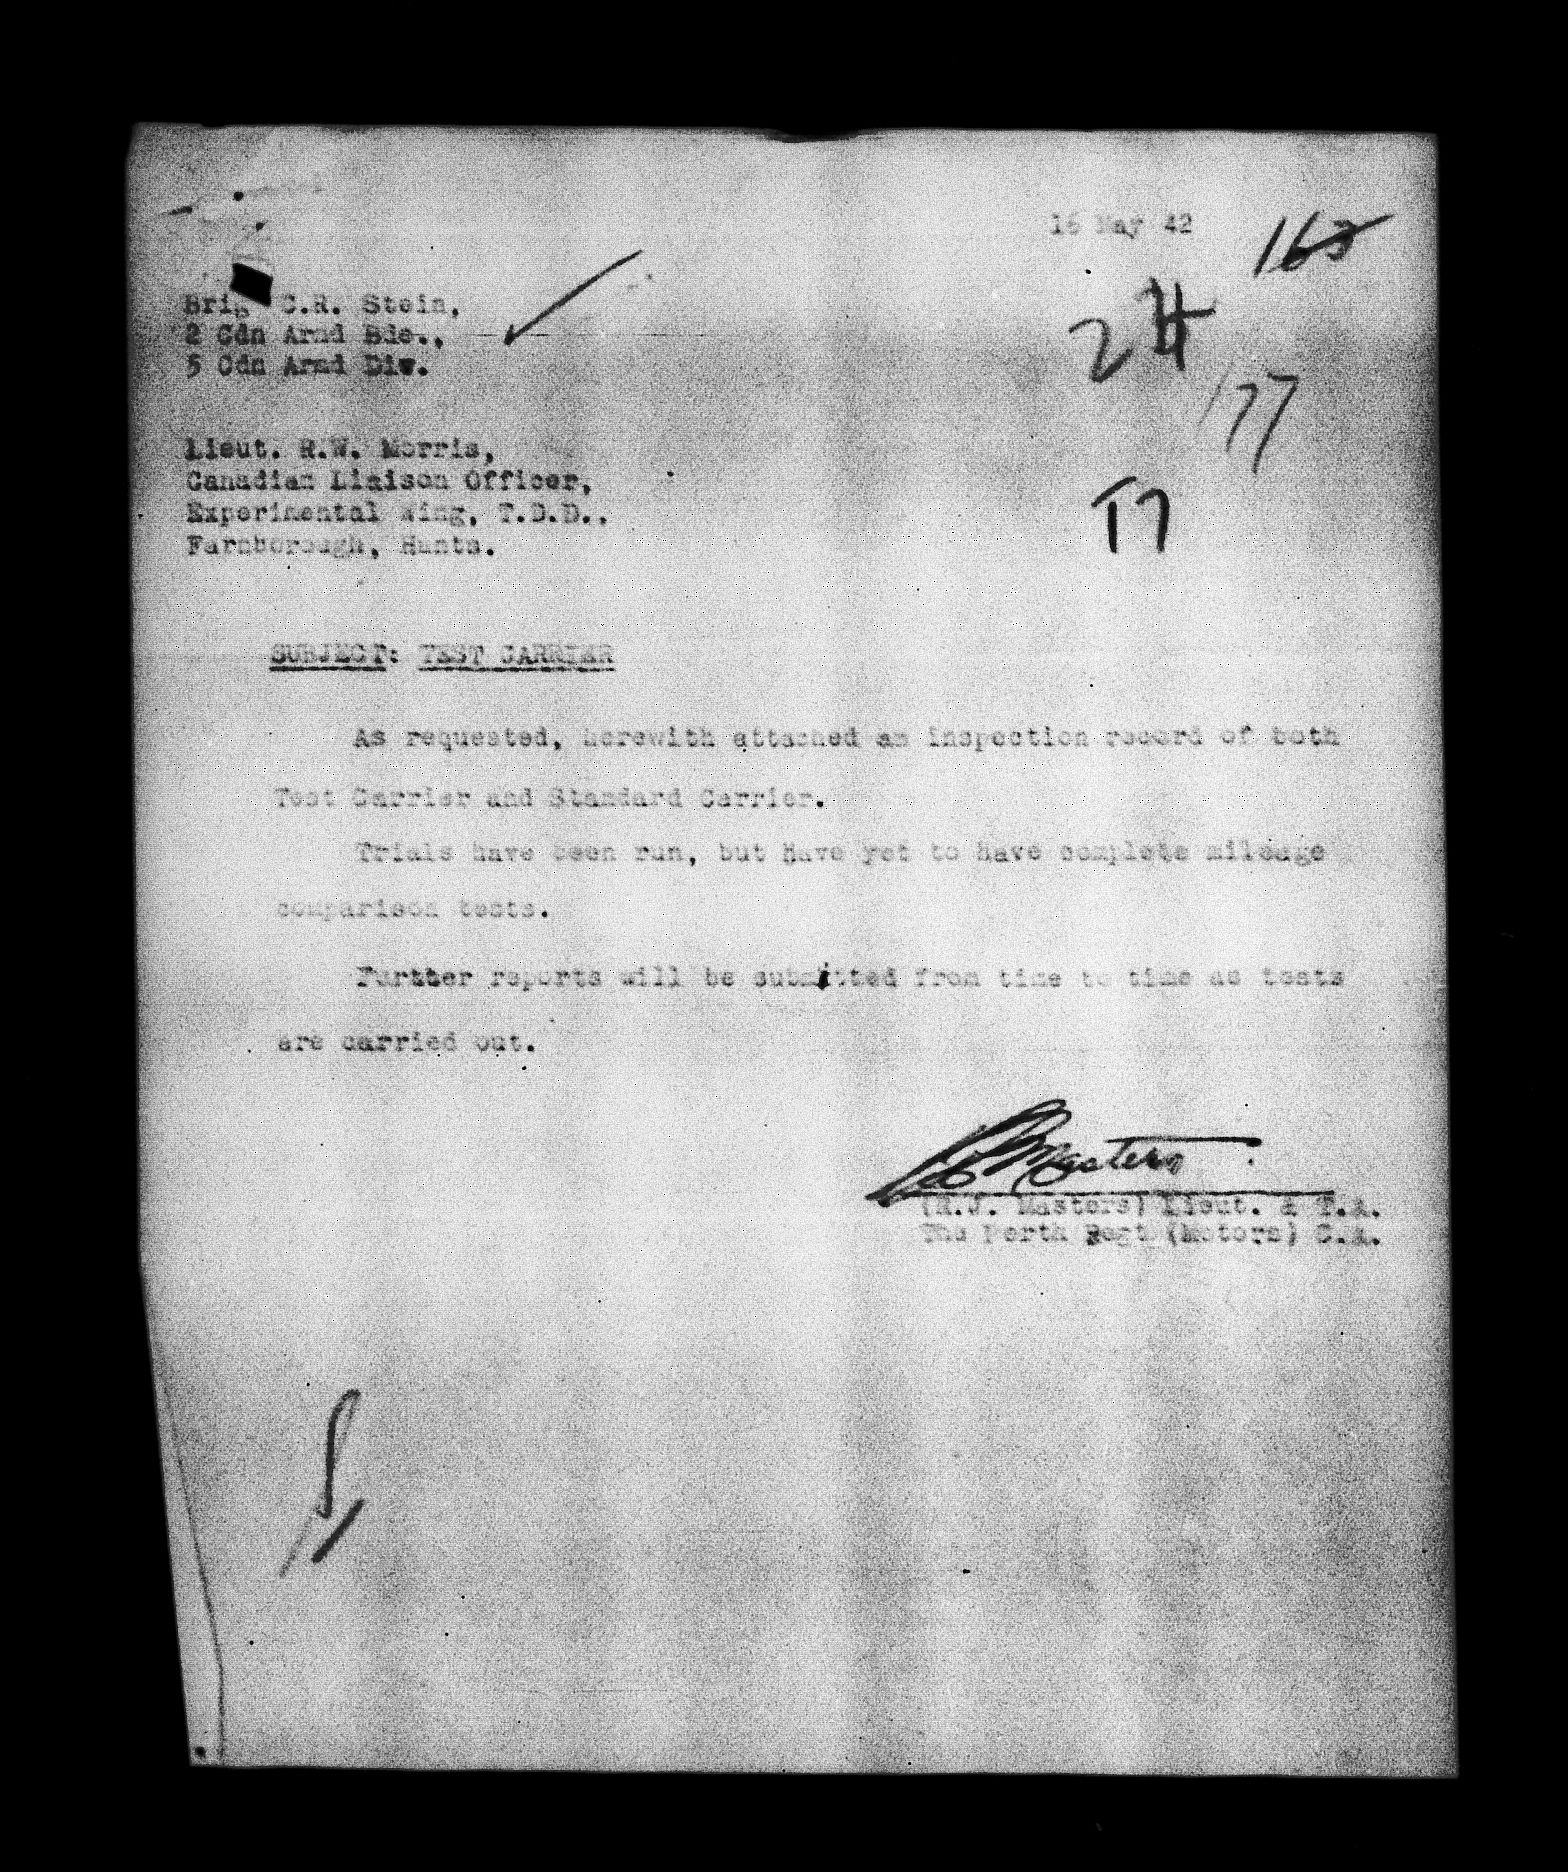 16 May 42
163
24
177
17
Brig C.R. Stein,
2 Cdn Armd Bde.,
5 Cdn Armd Div.
Lieut. R.W. Morris,
Canadian Liaison Officer,
Experimental Wing, T.D.D.,
Farnborough, Hants.
SUBJECT: TEST CARRIER
As requested, herewith attached an inspection record of both
Test Carrier and Standard Carrier.
Trials have been run, but have yet to have complete mileage
comparison tests.
Further reports will be submitted from time to time as tests
are carried out.
Masters
(R.J. Masters) Lieut. & T.A.
The Perth Regt (Motors) C.A.